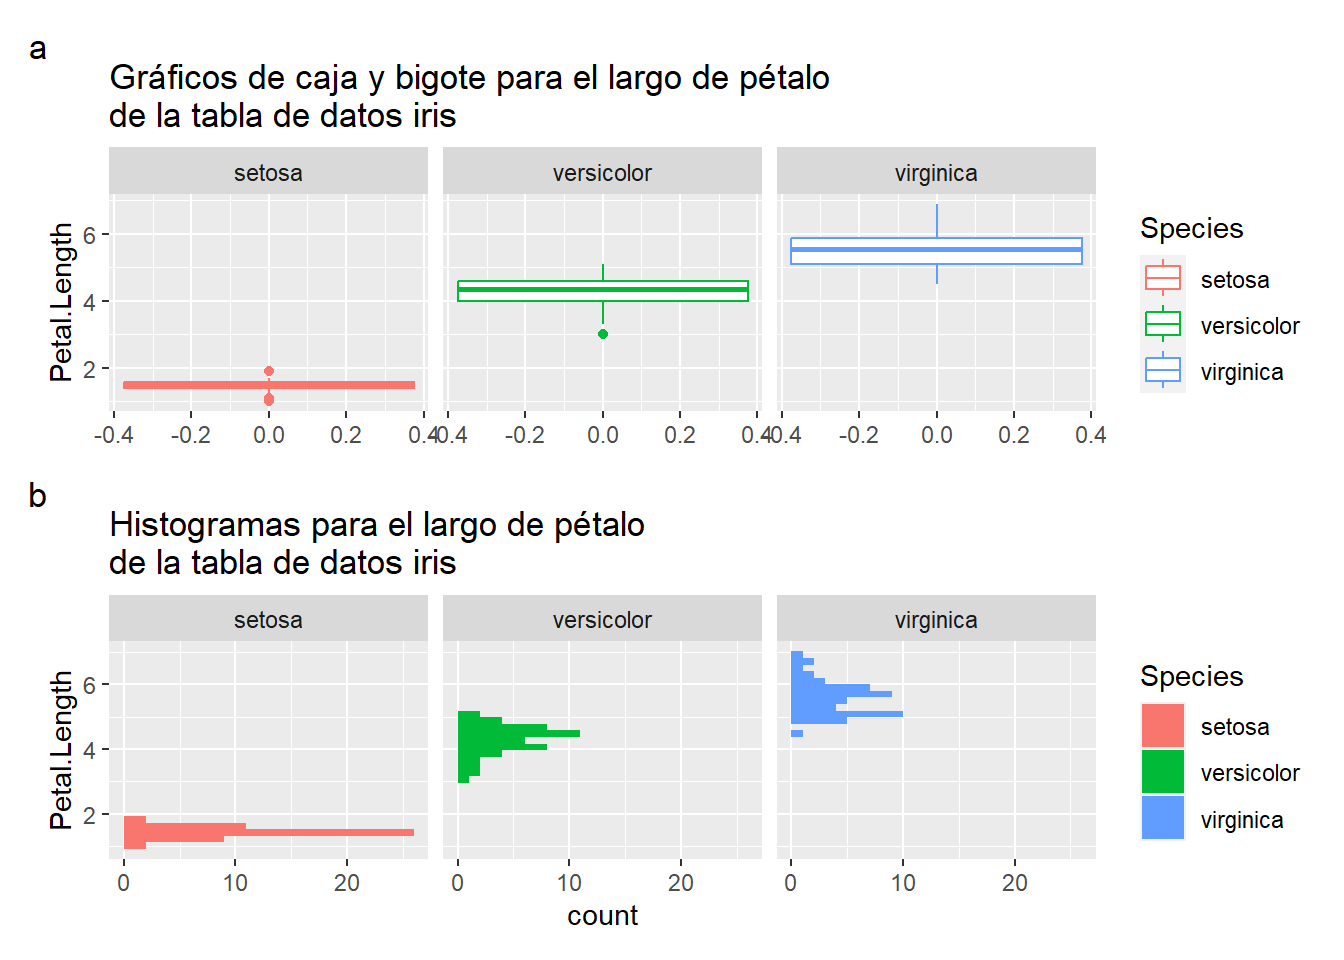 a
Gráficos de caja y bigote para el largo de pétalo
de la tabla de datos iris
setosa versicolor virginica
Petal.Length
6
4
2
-0.4 -0.2 0.0 0.2 0.4 -0.4 -0.2 0.0 0.2 0.4 -0.4 -0.2 0.0 0.2 0.4
Species
setosa
versicolor
virginica
b
Histogramas para el largo de pétalo
de la tabla de datos iris
setosa versicolor virginica
Petal.Length
6
4
2
0 10 20 0 10 20 0 10 20
count
Species
setosa
versicolor
virginica